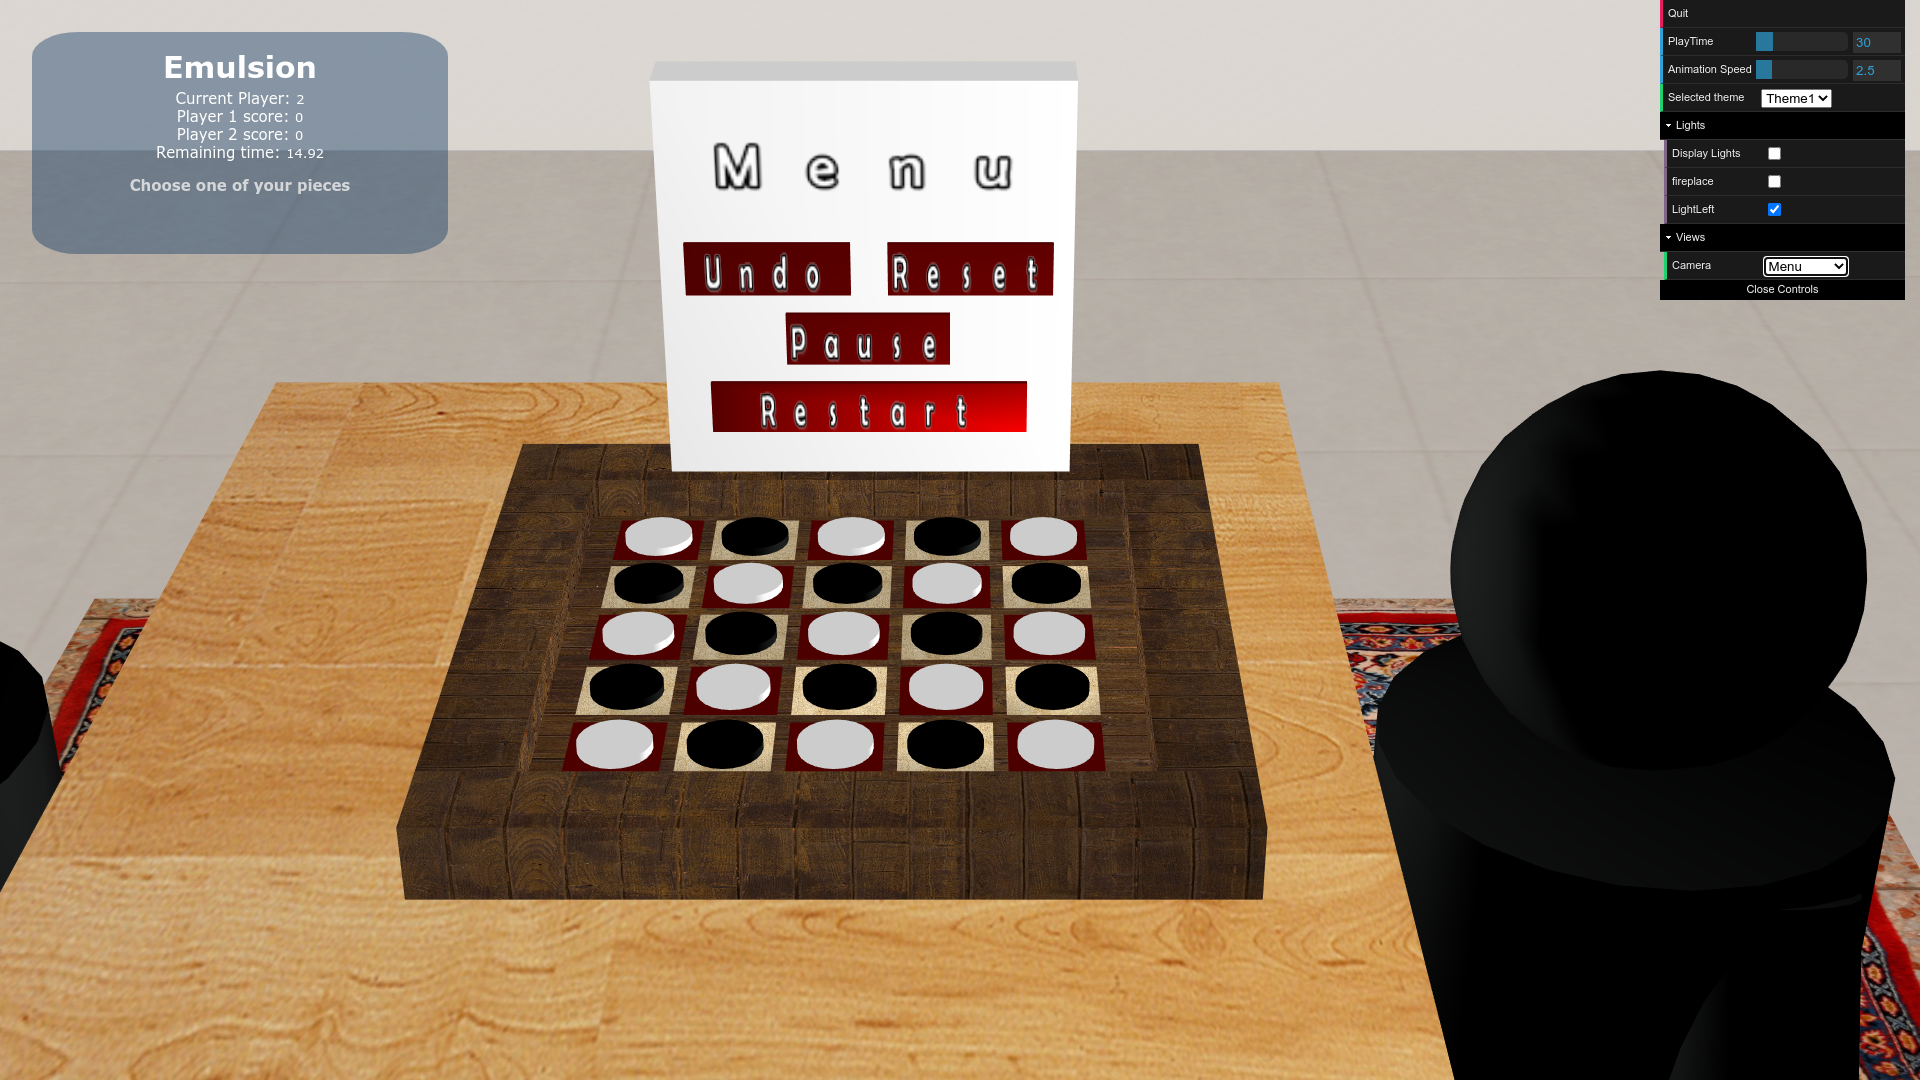 Emulsion
Current Player: 2
Player 1 score: 0
Player 2 score: 0
Remaining time: 14.92
Choose one of your pieces
Menu
Undo
Reset
Pause
Restart
Quit
PlayTime 30
Animation Speed 2.5
Selected theme Theme1
Lights
Display Lights
fireplace
LightLeft
Views
Camera Menu
Close Controls